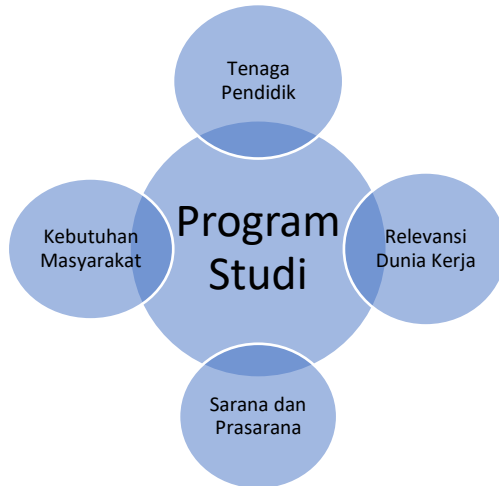 Tenaga
Pendidik
Kebutuhan
Masyarakat
Program
Studi
Relevansi
Dunia Kerja
Sarana dan
Prasarana